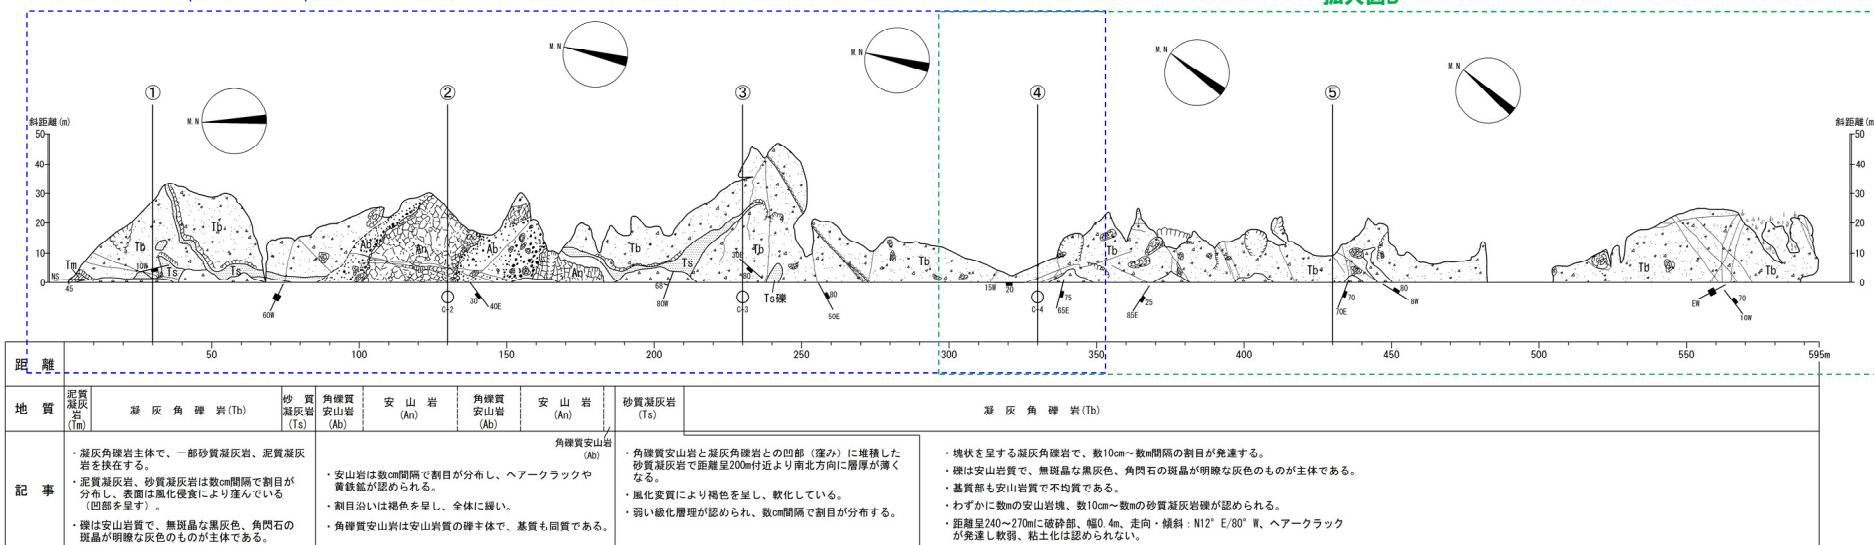 M.N
M.N
M.N
M.N
M.N
① ② ③ ④ ⑤
斜距離(m)
50
40
30
20
10
0
斜距離(m
50
40
30
20
10
0
Tm
Tb
Ts
Tb
Ts
Ab
An
Ab
Ab
Tb
Tb
Ts礫
Tb
Tb
Tb
Tb
Tb
NS
45
10W
60W
C-2
30
40E
68
80W
30E
80
C-3
80
50E
15W
20
C-4
75
65E
85E
25
70E
70
80
8W
EW
70
10W
距 離
50 100 150 200 250 300 350 400 450 500 550 595m
地 質
泥質
凝灰
岩
(Tm)
凝 灰 角 礫 岩(Tb)
砂 質
凝灰岩
(Ts)
角礫質
安山岩
(Ab)
安 山 岩
(An)
角礫質
安山岩
(Ab)
安 山 岩
(An)
角礫質安山岩
(Ab)
砂質凝灰岩
(Ts)
凝 灰 角 礫 岩(Tb)
記 事
・凝灰角礫岩主体で、一部砂質凝灰岩、泥質凝灰
岩を挟在する。
・泥質凝灰岩、砂質凝灰岩は数cm間隔で割目が
分布し、表面は風化侵食により窪んでいる
(凹部を呈す)。
・礫は安山岩質で、無斑晶な黒灰色、角閃石の
斑晶が明瞭な灰色のものが主体である。
・安山岩は数cm間隔で割目が分布し、ヘアークラックや
黄鉄鉱が認められる。
・割目沿いは褐色を呈し、全体に緩い。
・角礫質安山岩は安山岩質の礫主体で、基質も同質である。
・角礫質安山岩と凝灰角礫岩との凹部(窪み)に堆積した
砂質凝灰岩で距離呈200m付近より南北方向に層厚が薄く
なる。
・風化変質により褐色を呈し、軟化している。
・弱い級化層理が認められ、数cm間隔で割目が分布する。
・塊状を呈する凝灰角礫岩で、数10cm～数m間隔の割目が発達する。
・礫は安山岩質で、無斑晶な黒灰色、角閃石の斑晶が明瞭な灰色のものが主体である。
・基質部も安山岩質で不均質である。
・わずかに数mの安山岩塊、数10cm～数mの砂質凝灰岩礫が認められる。
・距離呈240～270mに破砕部、幅0.4m、走向・傾斜：N12°E/80°W、ヘアークラック
が発達し軟弱、粘土化は認められない。